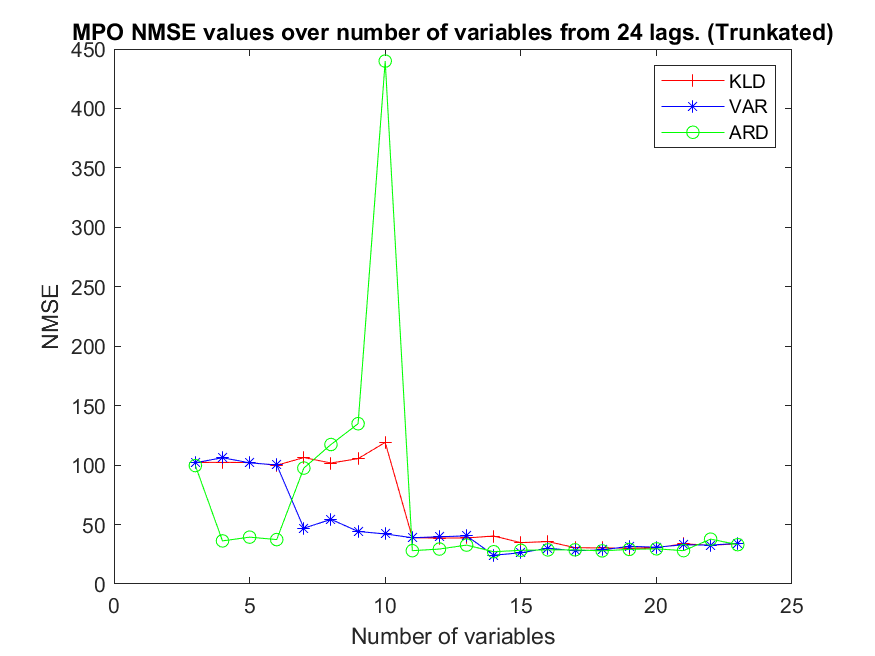 MPO NMSE values over number of variables from 24 lags. (Trunkated)
450
400
350
300
250
200
150
100
50
0
NMSE
0 5 10 15 20 25
Number of variables
KLD
VAR
ARD